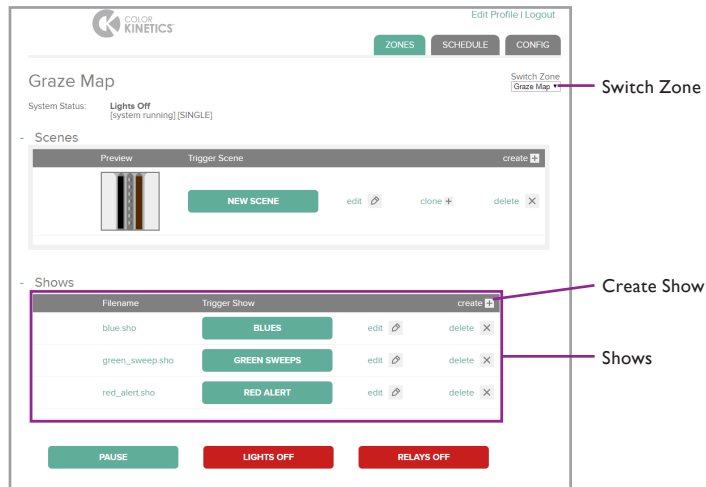 Edit Profile | Logout
COLOR
KINETICS
ZONES SCHEDULE CONFIG
Graze Map
Switch Zone
Graze Map
Switch Zone
System Status: Lights Off
[system running] [SINGLE]
- Scenes
Preview Trigger Scene create +
NEW SCENE edit clone + delete X
- Shows
Create Show
Filename Trigger Show create +
blue.sho BLUES edit delete X
Shows
green_sweep.sho GREEN SWEEPS edit delete X
red_alert.sho RED ALERT edit delete X
PAUSE LIGHTS OFF RELAYS OFF